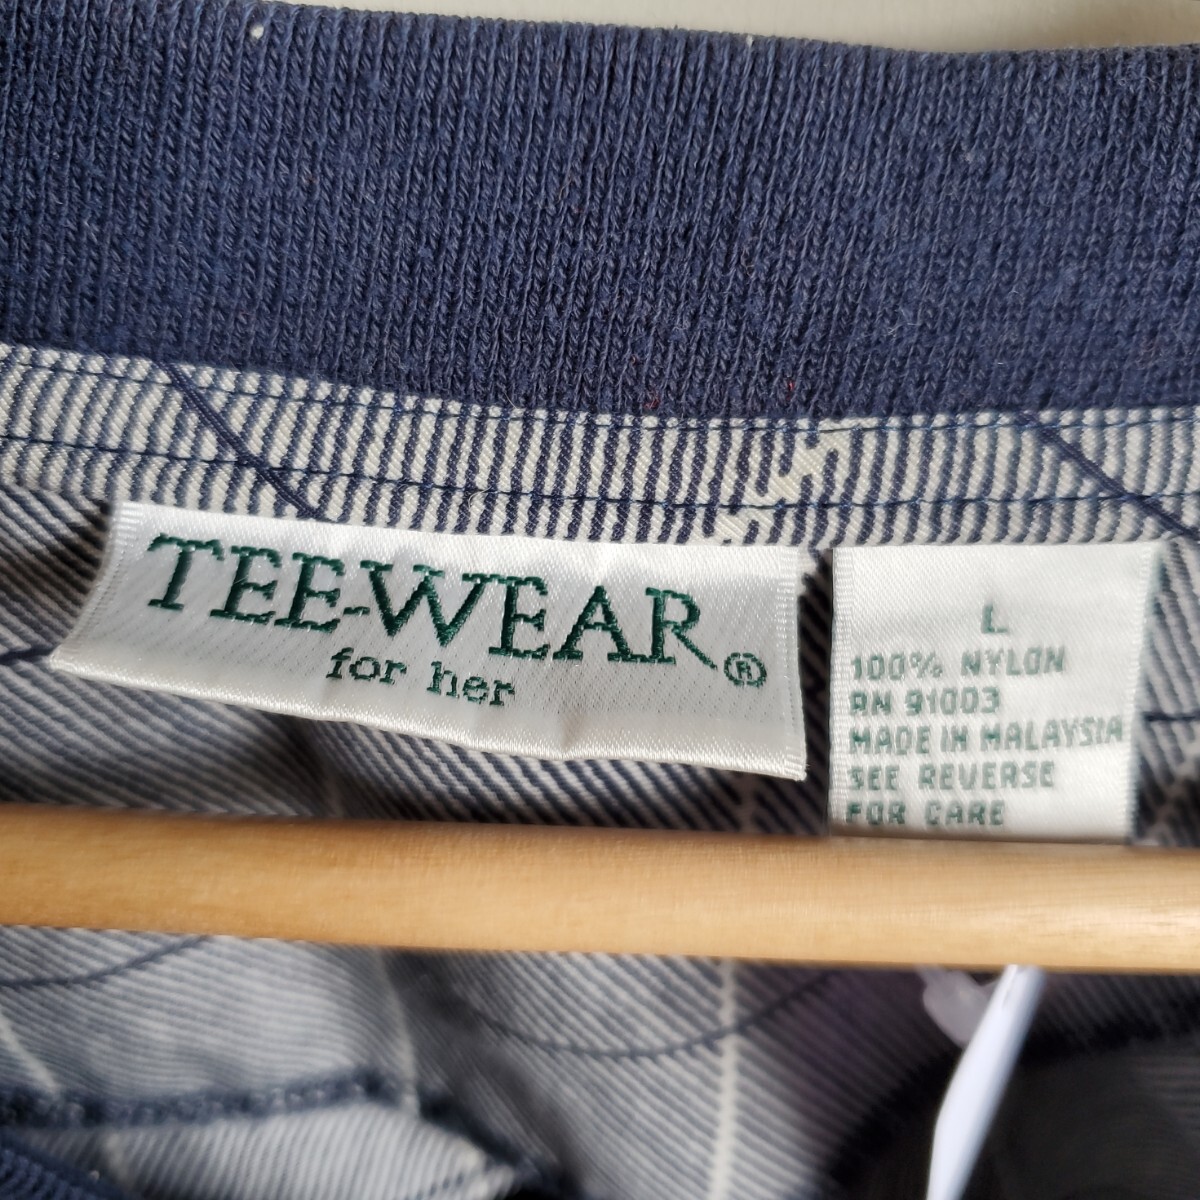 TEE-WEAR®
for her
L
100% NYLON
RN 91003
MADE IN MALAYSIA
SEE REVERSE
FOR CARE